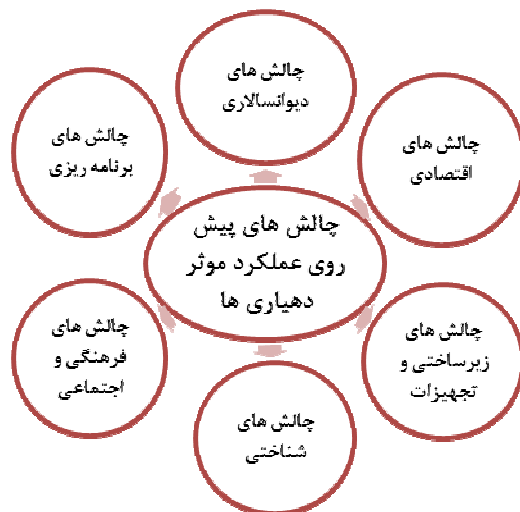 چالش های
دیوانسالاری
چالش های
اقتصادی
چالش های
برنامه ریزی
چالش های پیش
روی عملکرد موثر
دهیاری ها
چالش های
زیرساختی و
تجهیزات
چالش های
فرهنگی و
اجتماعی
چالش های
شناختی